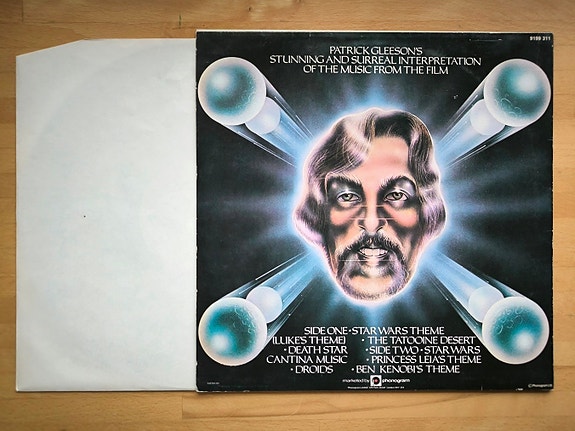 9199 311
PATRICK GLEESON'S
STUNNING AND SURREAL INTERPRETATION
OF THE MUSIC FROM THE FILM
SIDE ONE · STAR WARS THEME
(LUKE'S THEME) · THE TATOOINE DESERT
· DEATH STAR · SIDE TWO · STAR WARS
CANTINA MUSIC · PRINCESS LEIA'S THEME
· DROIDS · BEN KENOBI'S THEME
marketed by phonogram